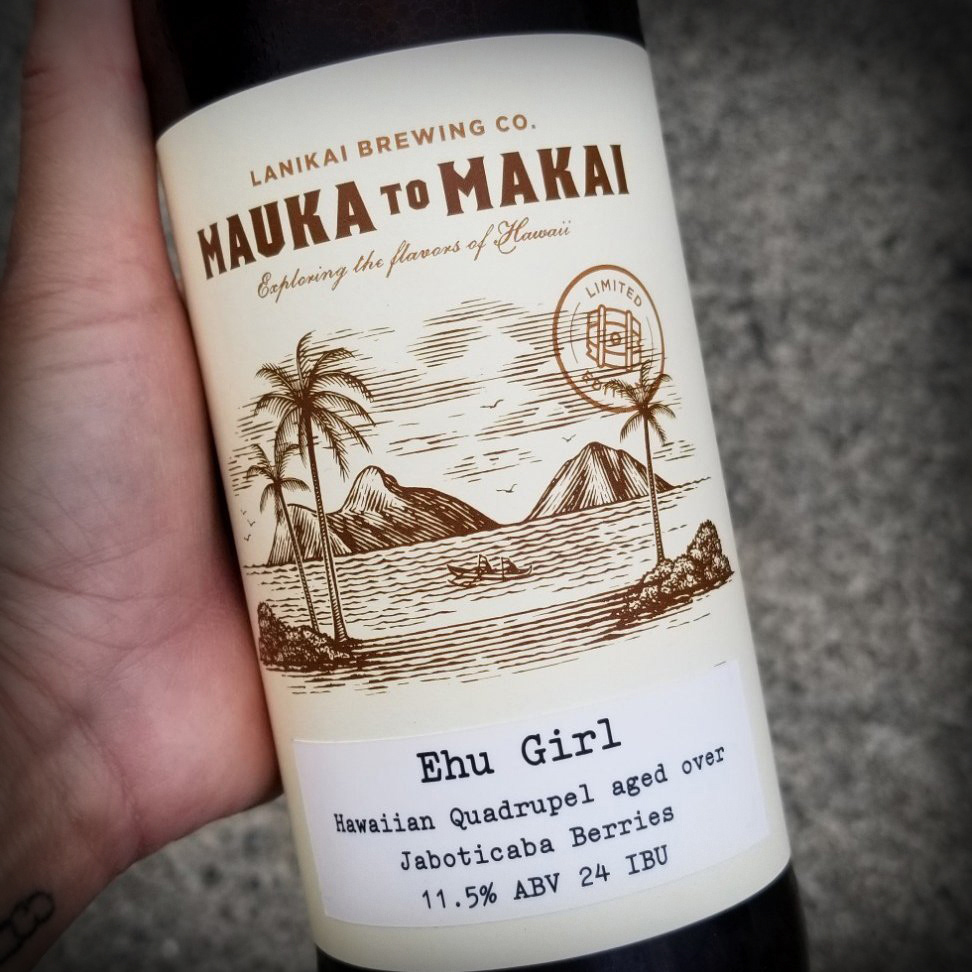 LANIKAI BREWING CO.
MAUKA TO MAKAI
Exploring the flavors of Hawaii
LIMITED
Ehu Girl
Hawaiian Quadrupel aged over
Jaboticaba Berries
11.5% ABV 24 IBU